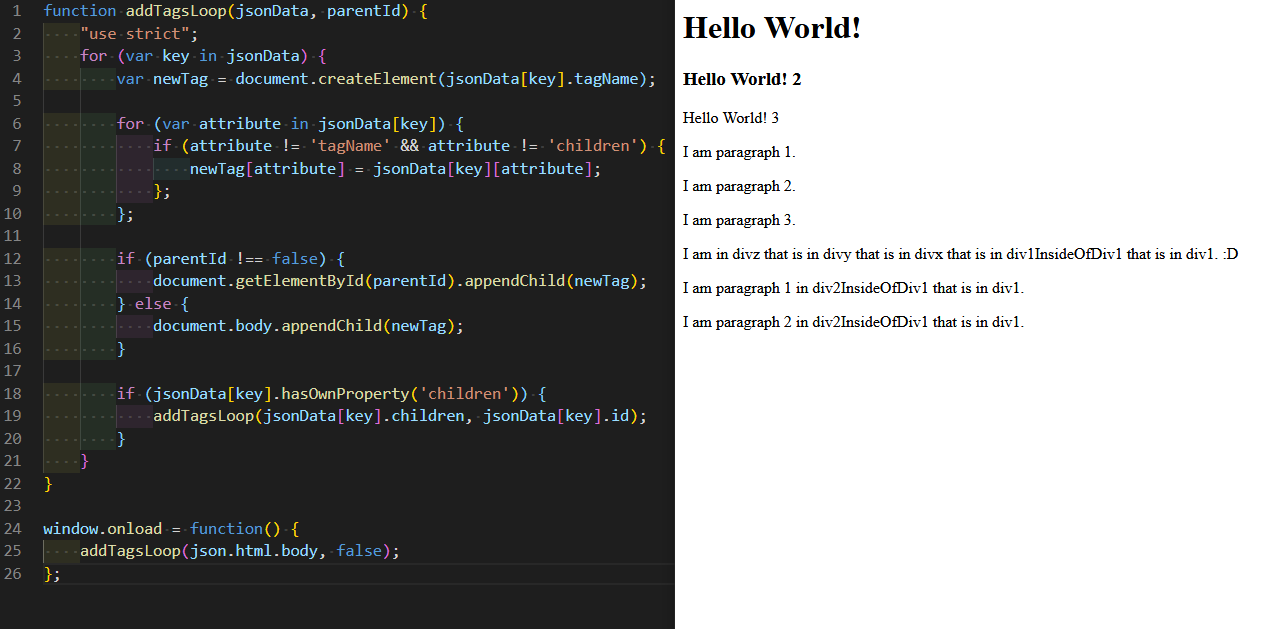 1 function addTagsLoop(jsonData, parentId) {
2     "use strict";
3     for (var key in jsonData) {
4         var newTag = document.createElement(jsonData[key].tagName);
5
6         for (var attribute in jsonData[key]) {
7             if (attribute != 'tagName' && attribute != 'children') {
8                 newTag[attribute] = jsonData[key][attribute];
9             };
10         };
11
12         if (parentId !== false) {
13             document.getElementById(parentId).appendChild(newTag);
14         } else {
15             document.body.appendChild(newTag);
16         }
17
18         if (jsonData[key].hasOwnProperty('children')) {
19             addTagsLoop(jsonData[key].children, jsonData[key].id);
20         }
21     }
22 }
23
24 window.onload = function() {
25     addTagsLoop(json.html.body, false);
26 };
Hello World!
Hello World! 2
Hello World! 3
I am paragraph 1.
I am paragraph 2.
I am paragraph 3.
I am in divz that is in divy that is in divx that is in div1InsideOfDiv1 that is in div1. :D
I am paragraph 1 in div2InsideOfDiv1 that is in div1.
I am paragraph 2 in div2InsideOfDiv1 that is in div1.